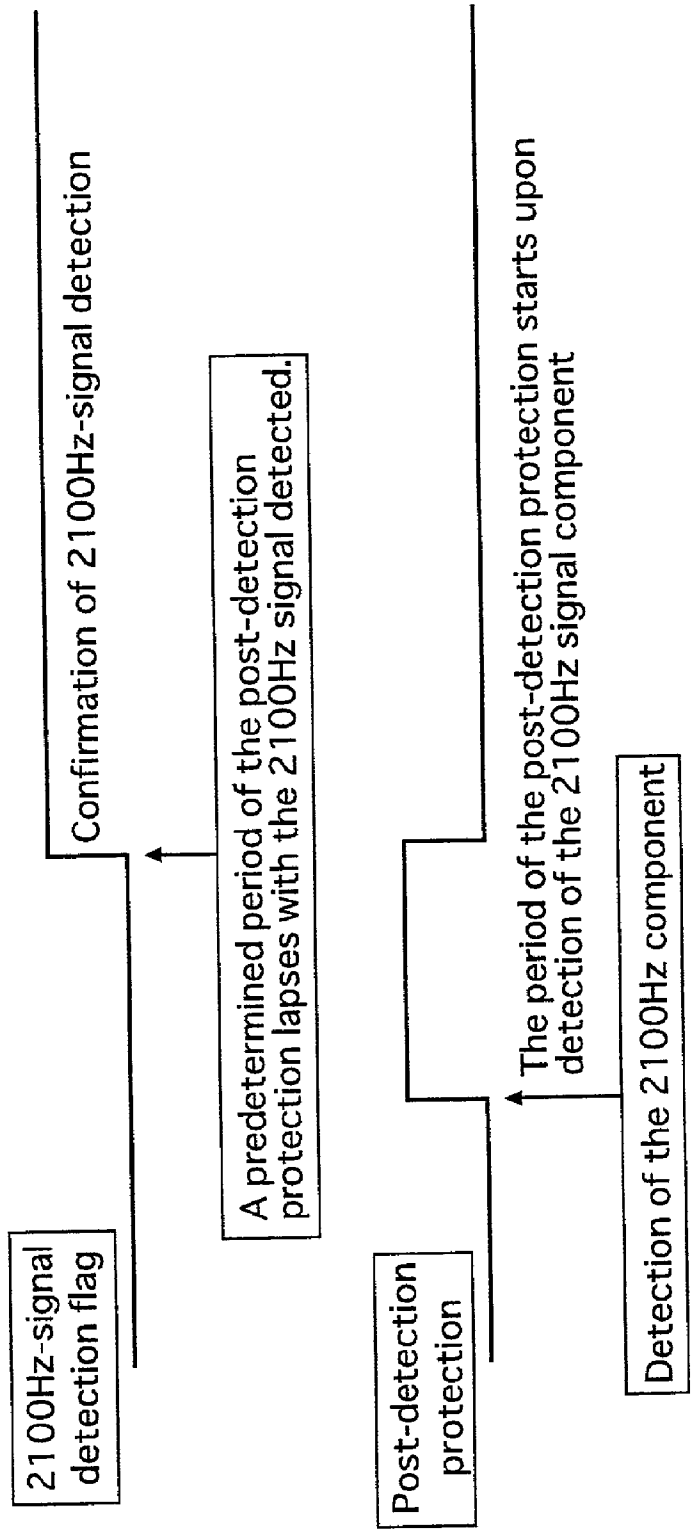 2100Hz-signal
detection flag
Confirmation of 2100Hz-signal detection
A predetermined period of the post-detection
protection lapses with the 2100Hz signal detected.
Post-detection
protection
The period of the post-detection protection starts upon
detection of the 2100Hz signal component
Detection of the 2100Hz component